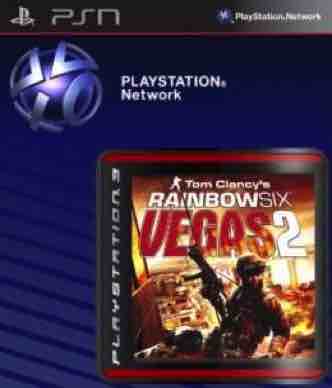 PSN
PlayStation.Network
PLAYSTATION®
Network
PLAYSTATION 3
Tom Clancy's
RAINBOWSIX
VEGAS 2